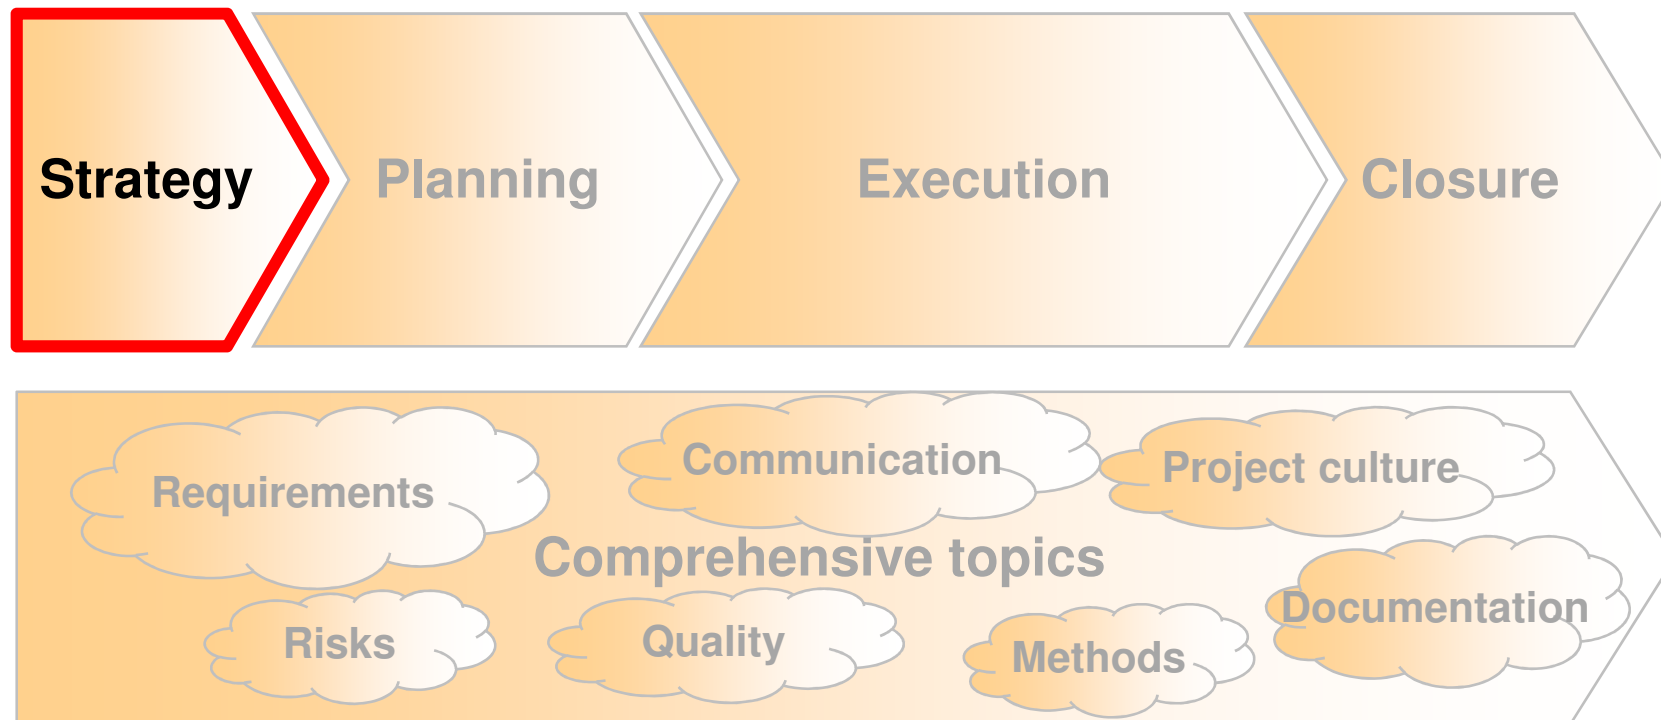 Strategy
Planning
Execution
Closure
Requirements
Communication
Project culture
Comprehensive topics
Risks
Quality
Methods
Documentation